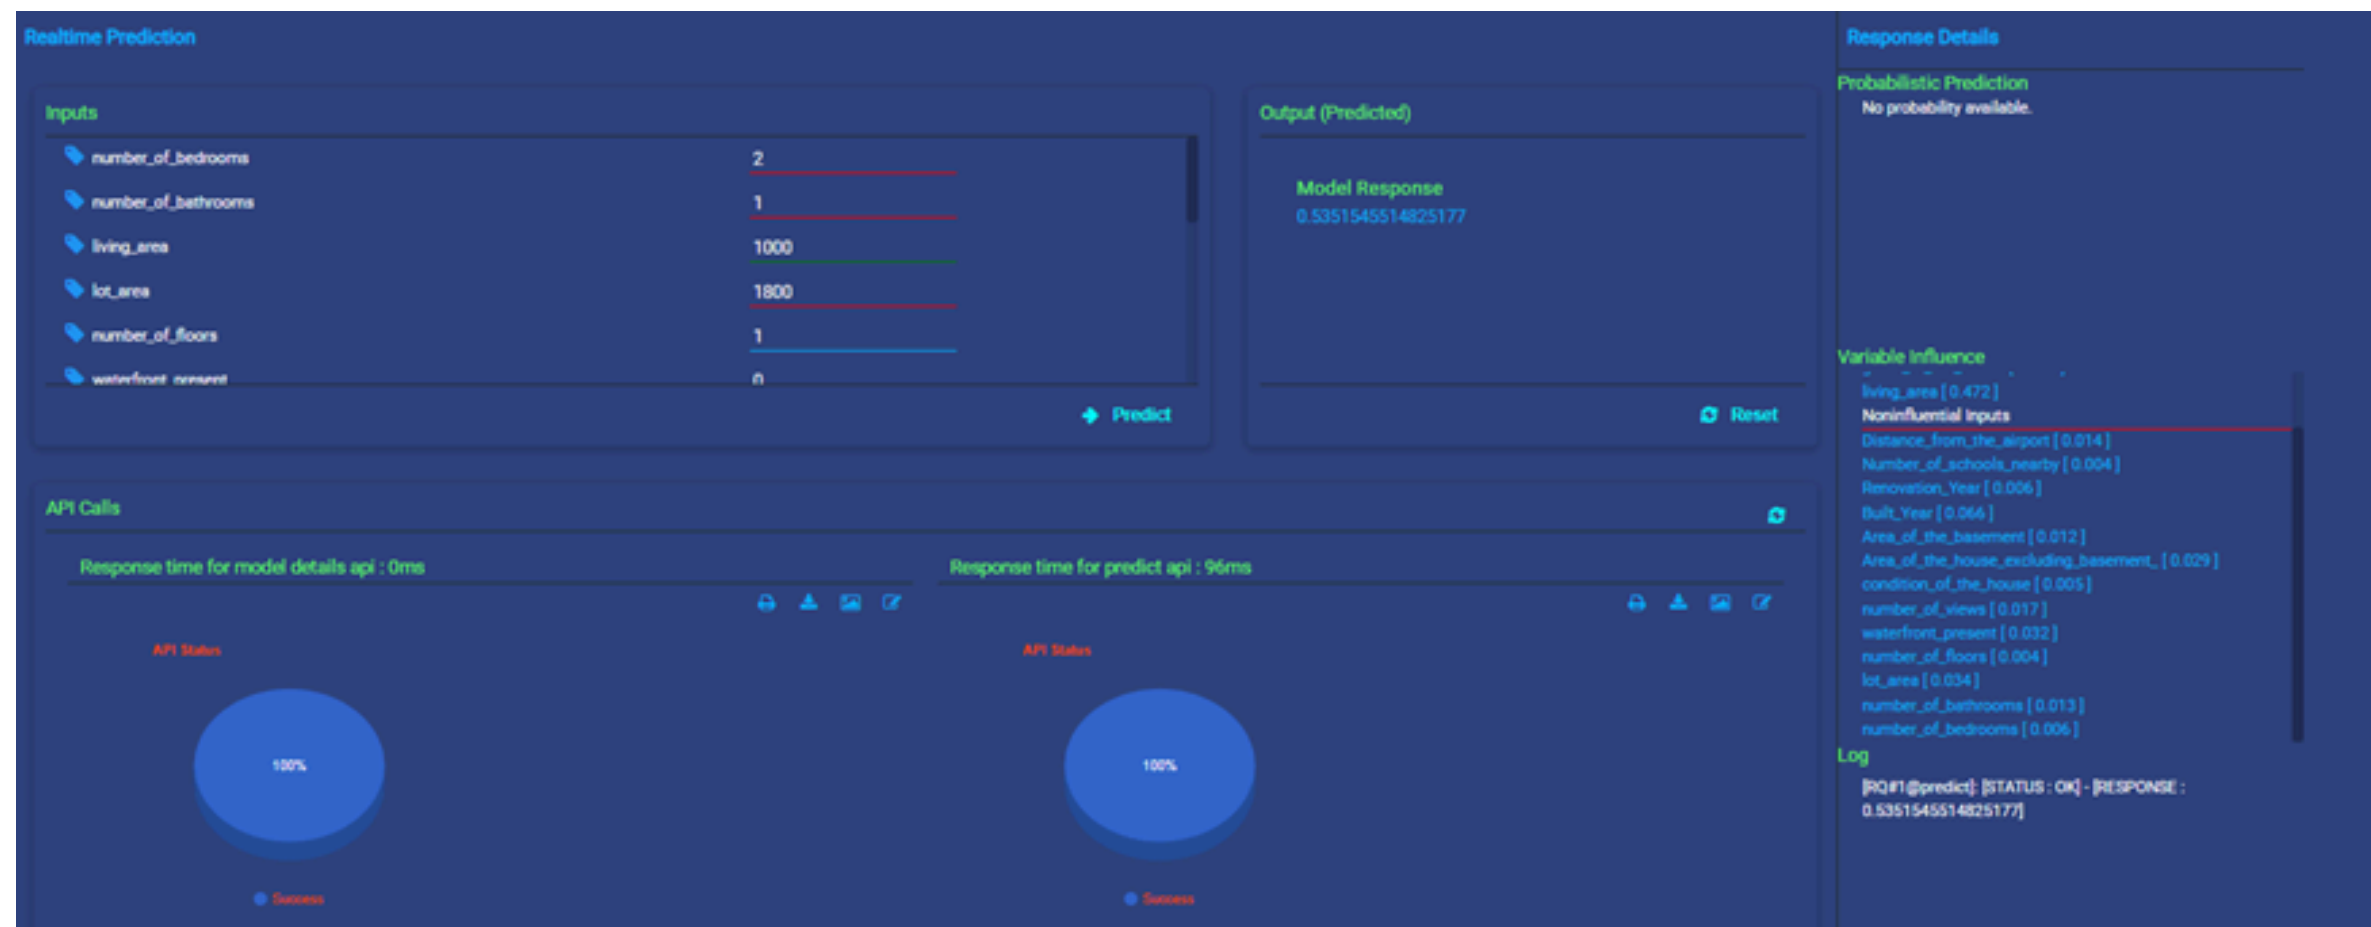 Realtime Prediction
Inputs
number_of_bedrooms 2
number_of_bathrooms 1
living_area 1000
lot_area 1800
number_of_floors 1
waterfront_present 0
Predict
Output (Predicted)
Model Response
0.5351545514825177
Reset
API Calls
Response time for model details api : 0ms
API Status
100%
Success
Response time for predict api : 96ms
API Status
100%
Success
Response Details
Probabilistic Prediction
No probability available.
Variable Influence
living_area [ 0.472 ]
Noninfluential Inputs
Distance_from_the_airport [ 0.014 ]
Number_of_schools_nearby [ 0.004 ]
Renovation_Year [ 0.006 ]
Built_Year [ 0.066 ]
Area_of_the_basement [ 0.012 ]
Area_of_the_house_excluding_basement_ [ 0.029 ]
condition_of_the_house [ 0.005 ]
number_of_views [ 0.017 ]
waterfront_present [ 0.032 ]
number_of_floors [ 0.004 ]
lot_area [ 0.034 ]
number_of_bathrooms [ 0.013 ]
number_of_bedrooms [ 0.006 ]
Log
[RQ#1@predict]: [STATUS : OK] - [RESPONSE :
0.5351545514825177]